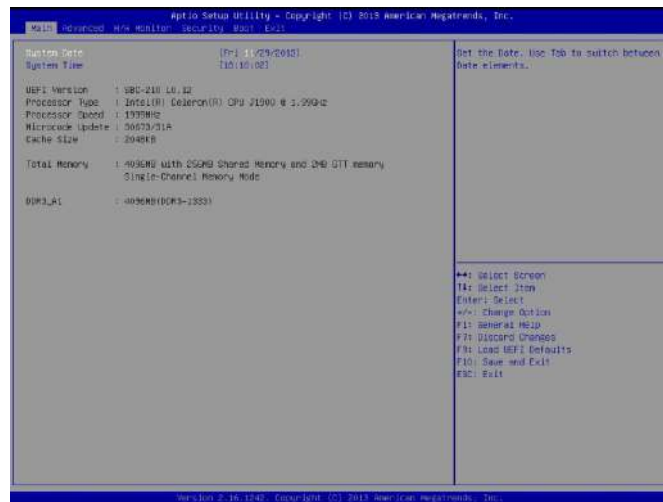 Aptio Setup Utility - Copyright (C) 2013 American Megatrends, Inc.
Main Advanced H/W Monitor Security Boot Exit
System Date [Fri 11/29/2013]
System Time
UEFI Version : SBC-210 L0.12
Processor Type : Intel(R) Celeron(R) CPU J1900 @ 1.99GHz
Processor Speed :
Microcode Update : 30673/31A
Cache Size : 2048KB
Total Memory : 4096MB with 256MB Shared Memory and 2MB GTT memory
Single-Channel Memory Mode
DDR3_A1 : 4096MB(DDR3-1333)
Set the Date. Use Tab to switch between
Date elements.
→←: Select Screen
↑↓: Select Item
Enter: Select
+/-: Change Option
F1: General Help
F7: Discard Changes
F9: Load UEFI Defaults
F10: Save and Exit
ESC: Exit
Version 2.16.1242. Copyright (C) 2013 American Megatrends, Inc.